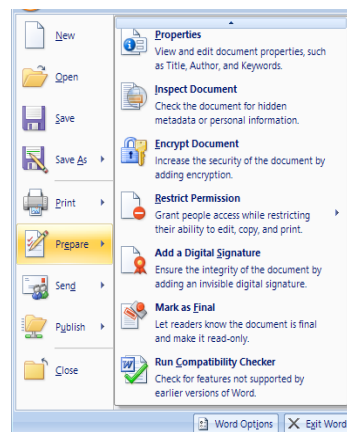 New
Open
Save
Save As
Print
Prepare
Send
Publish
Close
Properties
View and edit document properties, such
as Title, Author, and Keywords.
Inspect Document
Check the document for hidden
metadata or personal information.
Encrypt Document
Increase the security of the document by
adding encryption.
Restrict Permission
Grant people access while restricting
their ability to edit, copy, and print.
Add a Digital Signature
Ensure the integrity of the document by
adding an invisible digital signature.
Mark as Final
Let readers know the document is final
and make it read-only.
Run Compatibility Checker
Check for features not supported by
earlier versions of Word.
Word Options
Exit Word